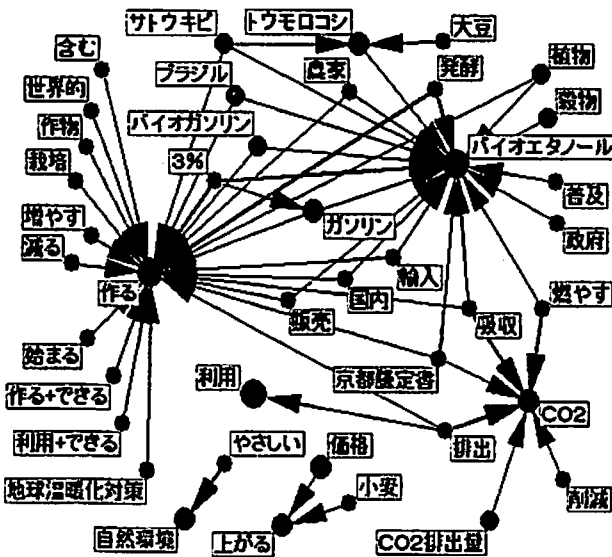 サトウキビ
トウモロコシ
大豆
含む
ブラジル
農家
発酵
植物
世界的
穀物
作物
バイオガソリン
バイオエタノール
栽培
3%
普及
増やす
ガソリン
政府
減る
作る
輸入
国内
販売
吸収
燃やす
始まる
京都議定書
利用
作る+できる
CO2
利用+できる
排出
やさしい
価格
地球温暖化対策
小麦
削減
自然環境
上がる
CO2排出量